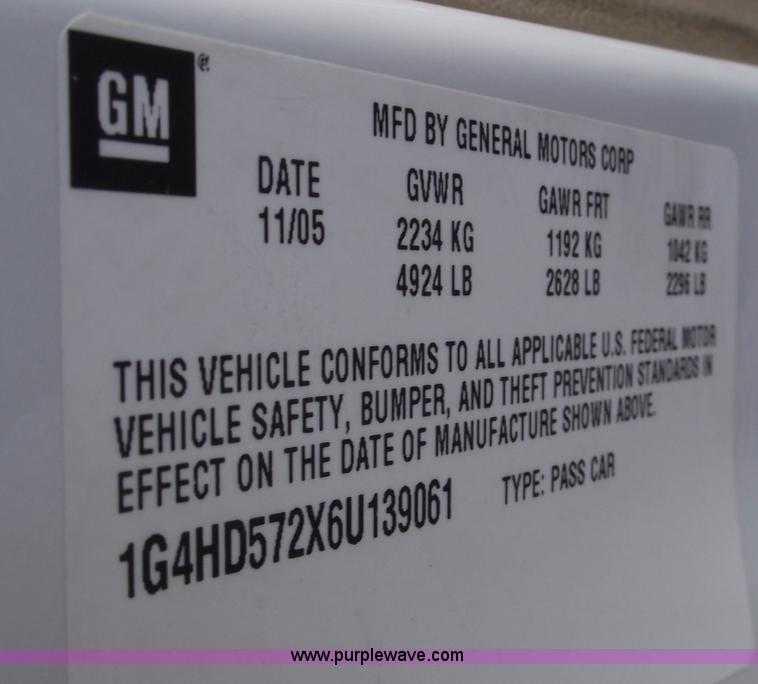 GM®
MFD BY GENERAL MOTORS CORP
DATE GVWR GAWR FRT GAWR RR
11/05 2234 KG 1192 KG 1042 KG
4924 LB 2628 LB 2296 LB
THIS VEHICLE CONFORMS TO ALL APPLICABLE U.S. FEDERAL MOTOR
VEHICLE SAFETY, BUMPER, AND THEFT PREVENTION STANDARDS IN
EFFECT ON THE DATE OF MANUFACTURE SHOWN ABOVE.
1G4HD572X6U139061 TYPE: PASS CAR
www.purplewave.com